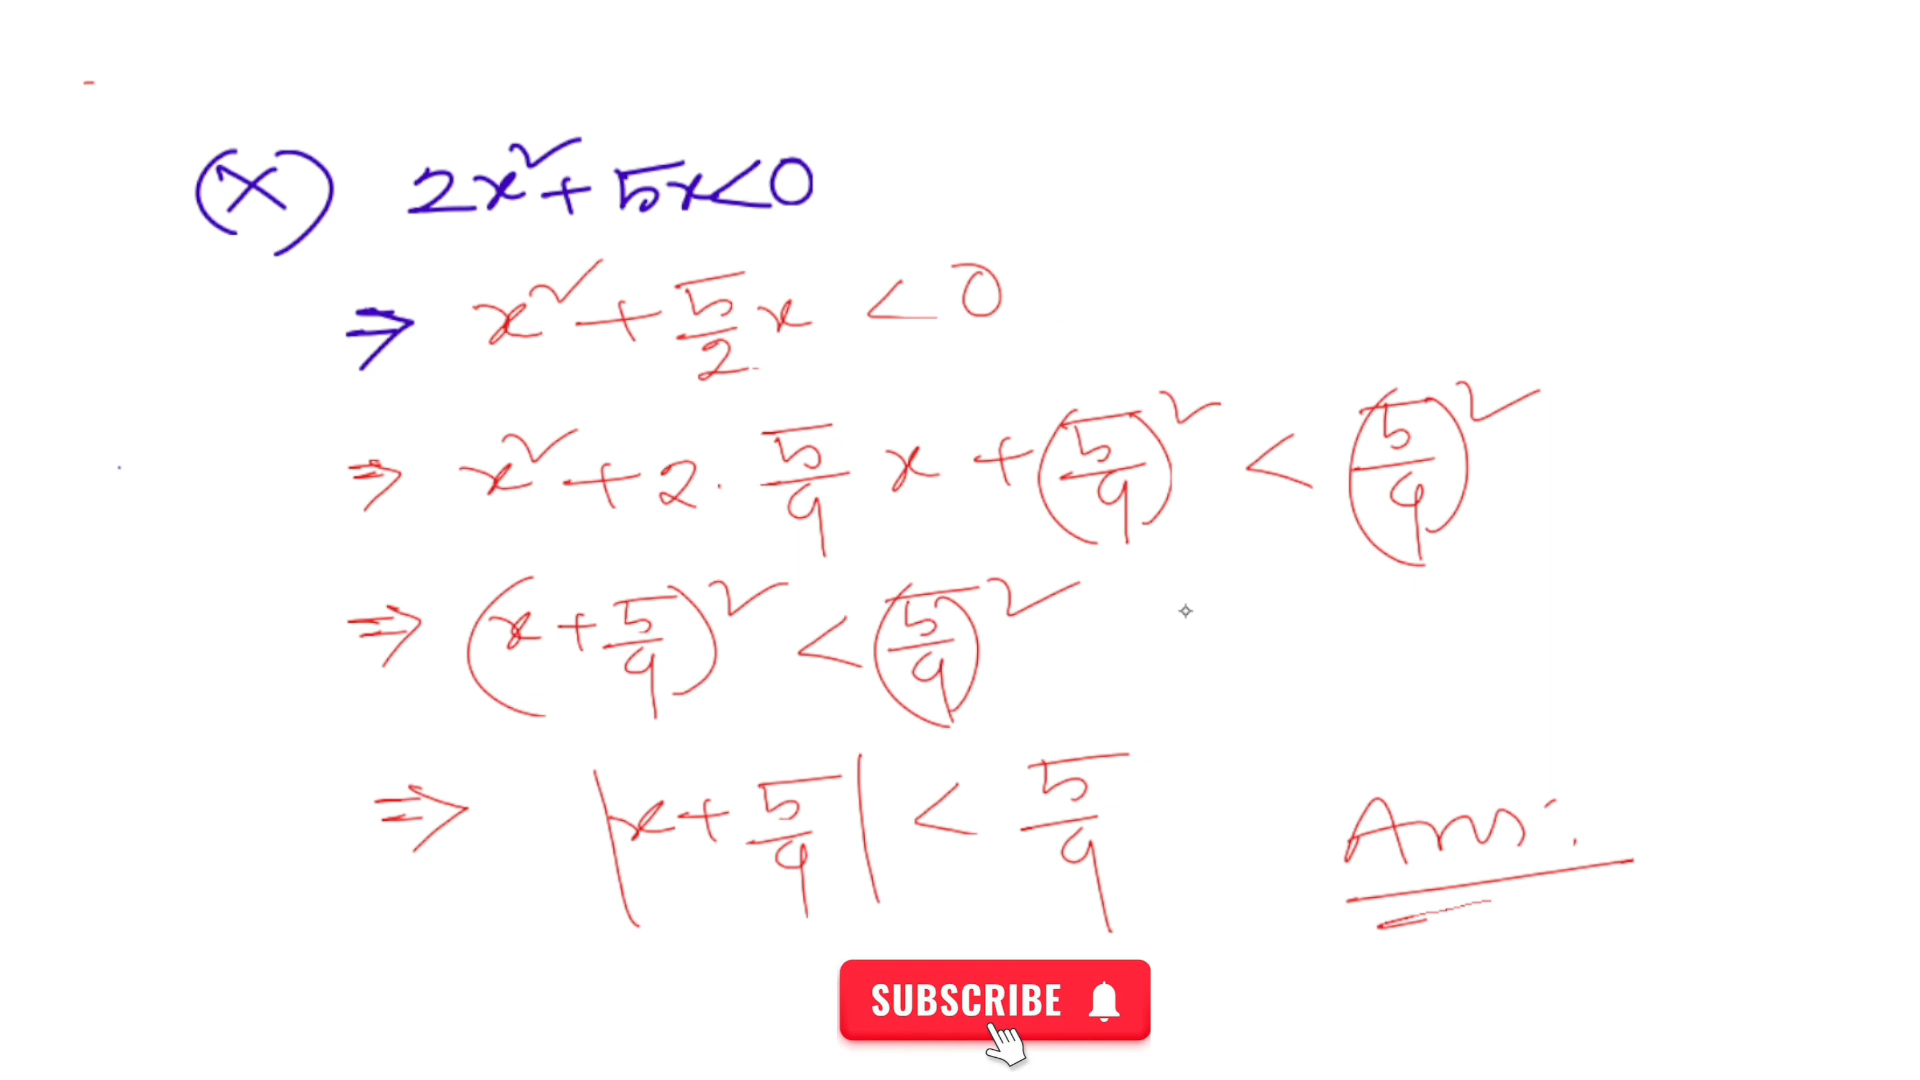 (x) 2x² + 5x < 0
⇒ x² + 5/2 x < 0
⇒ x² + 2 · 5/4 x + (5/4)² < (5/4)²
⇒ (x + 5/4)² < (5/4)²
⇒ |x + 5/4| < 5/4 Ans:
SUBSCRIBE